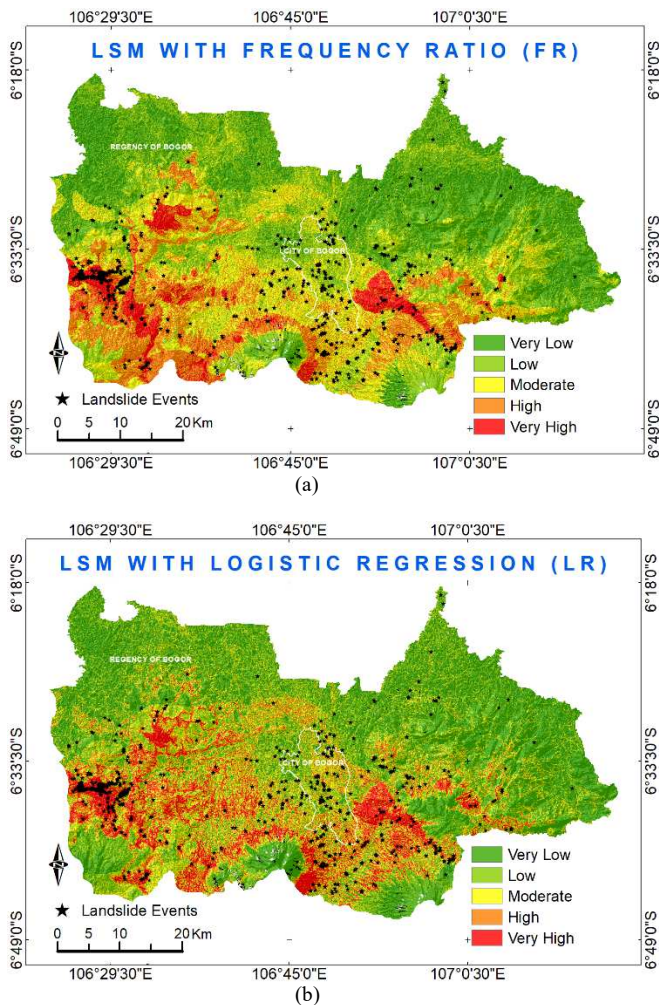 106°29'30"E 106°45'0"E 107°0'30"E
LSM WITH FREQUENCY RATIO (FR)
6°18'0"S 6°18'0"S
REGENCY OF BOGOR
6°33'30"S 6°33'30"S
CITY OF BOGOR
N
Very Low
Low
Moderate
High
Very High
Landslide Events
0 5 10 20 Km
6°49'0"S 6°49'0"S
106°29'30"E 106°45'0"E 107°0'30"E
(a)
106°29'30"E 106°45'0"E 107°0'30"E
LSM WITH LOGISTIC REGRESSION (LR)
6°18'0"S 6°18'0"S
REGENCY OF BOGOR
6°33'30"S 6°33'30"S
CITY OF BOGOR
N
Very Low
Low
Moderate
High
Very High
Landslide Events
0 5 10 20 Km
6°49'0"S 6°49'0"S
106°29'30"E 106°45'0"E 107°0'30"E
(b)